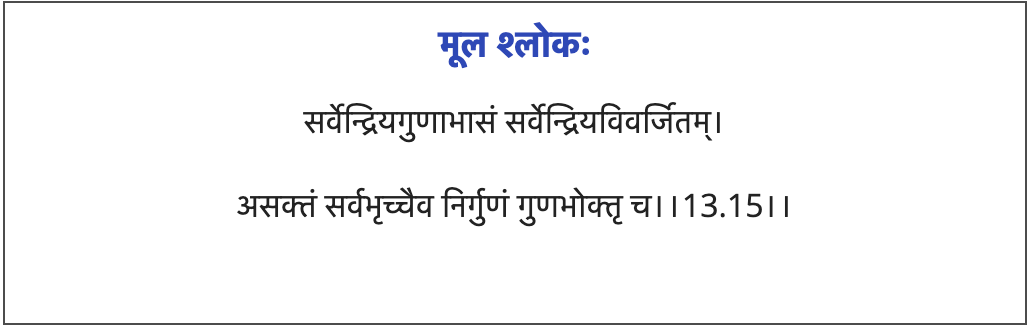 मूल श्लोकः
सर्वेन्द्रियगुणाभासं सर्वेन्द्रियविवर्जितम्।
असक्तं सर्वभृच्चैव निर्गुणं गुणभोक्तृ च।।13.15।।